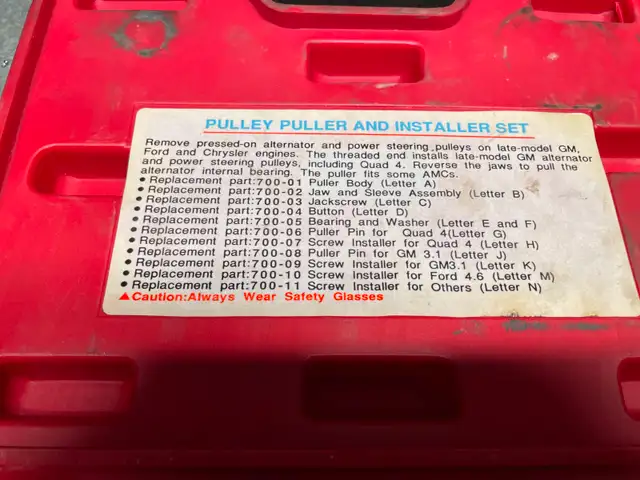 PULLEY PULLER AND INSTALLER SET
Remove pressed-on alternator and power steering pulleys on late-model GM,
Ford and Chrysler engines. The threaded end installs late-model GM alternator
and power steering pulleys, including Quad 4. Reverse the jaws to pull the
alternator internal bearing. The puller fits some AMCs.
• Replacement part:700-01 Puller Body (Letter A)
• Replacement part:700-02 Jaw and Sleeve Assembly (Letter B)
• Replacement part:700-03 Jackscrew (Letter C)
• Replacement part:700-04 Button (Letter D)
• Replacement part:700-05 Bearing and Washer (Letter E and F)
• Replacement part:700-06 Puller Pin for Quad 4(Letter G)
• Replacement part:700-07 Screw Installer for Quad 4 (Letter H)
• Replacement part:700-08 Puller Pin for GM 3.1 (Letter J)
• Replacement part:700-09 Screw Installer for GM3.1 (Letter K)
• Replacement part:700-10 Screw Installer for Ford 4.6 (Letter M)
• Replacement part:700-11 Screw Installer for Others (Letter N)
▲Caution:Always Wear Safety Glasses